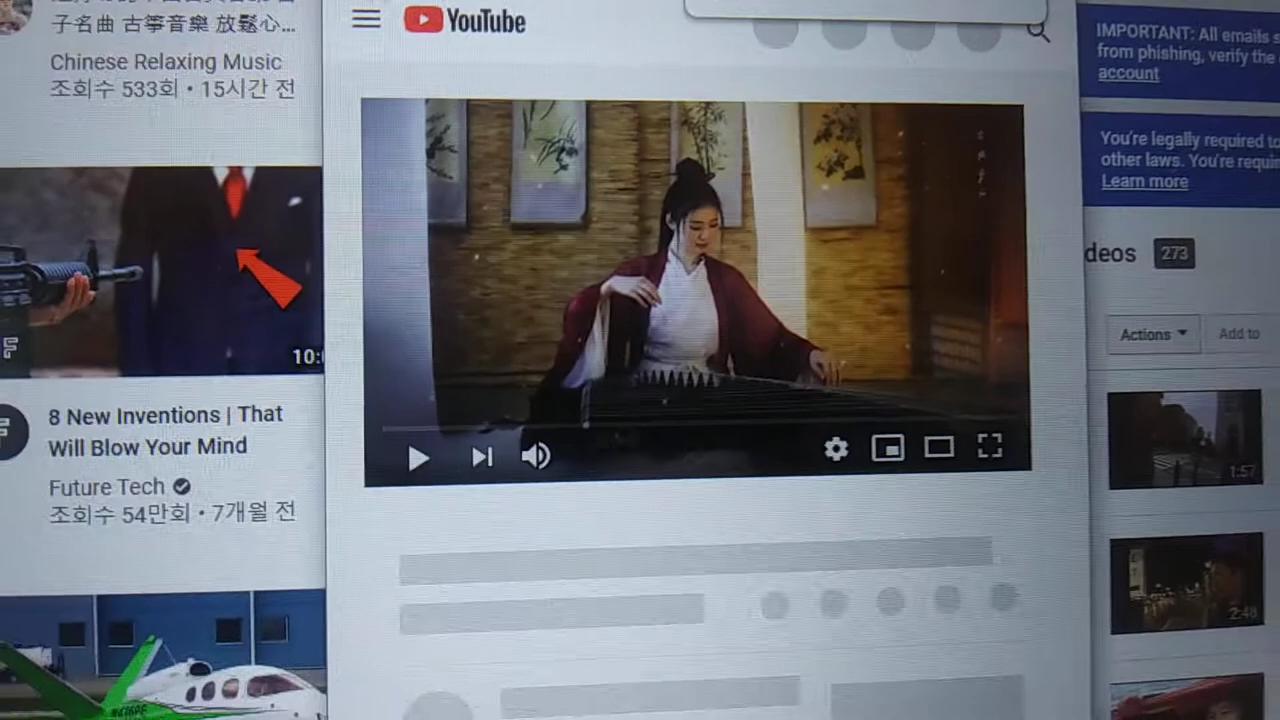 子名曲 古箏音樂 放鬆心...
Chinese Relaxing Music
조회수 533회 • 15시간 전
8 New Inventions | That
Will Blow Your Mind
Future Tech
조회수 54만회 • 7개월 전
YouTube
IMPORTANT: All emails
from phishing, verify the
account
You're legally required to
other laws. You're
Learn more
deos 273
Actions
Add to
1:57
2:48